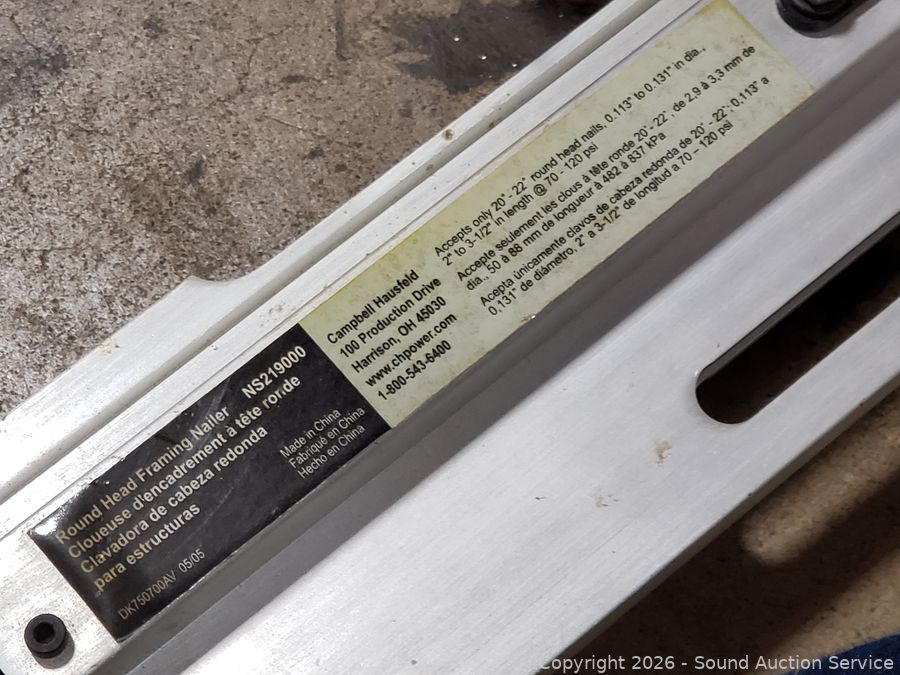 Round Head Framing Nailer NS219000
Cloueuse d'encadrement à tête ronde
Clavadora de cabeza redonda
para estructuras
Made in China
Fabriqué en China
Hecho en China
DK750700AV 05/05
Campbell Hausfeld
100 Production Drive
Harrison, OH 45030
www.chpower.com
1-800-543-6400
Accepts only 20° - 22° round head nails, 0.113" to 0.131" in dia.,
2" to 3-1/2" in length @ 70 - 120 psi
Accepte seulement les clous à tête ronde 20°- 22°, de 2,9 à 3,3 mm de
dia., 50 à 88 mm de longueur à 482 à 837 kPa
Acepta únicamente clavos de cabeza redonda de 20° - 22°; 0,113" a
0,131" de diámetro, 2" a 3-1/2" de longitud a 70 – 120 psi
Copyright 2026 - Sound Auction Service